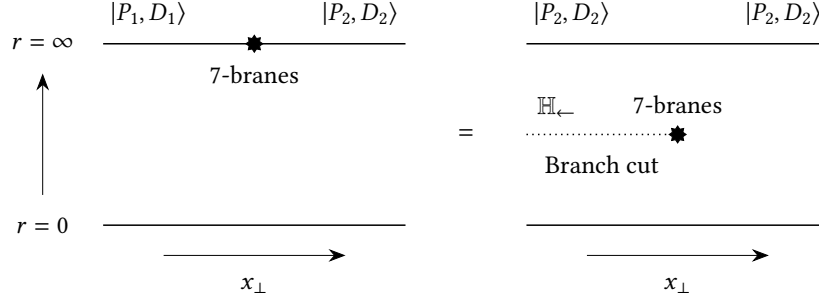 |P₁, D₁⟩ |P₂, D₂⟩ |P₂, D₂⟩ |P₂, D₂⟩
r = ∞
7-branes
ℍ← 7-branes
=
Branch cut
r = 0
x⊥ x⊥